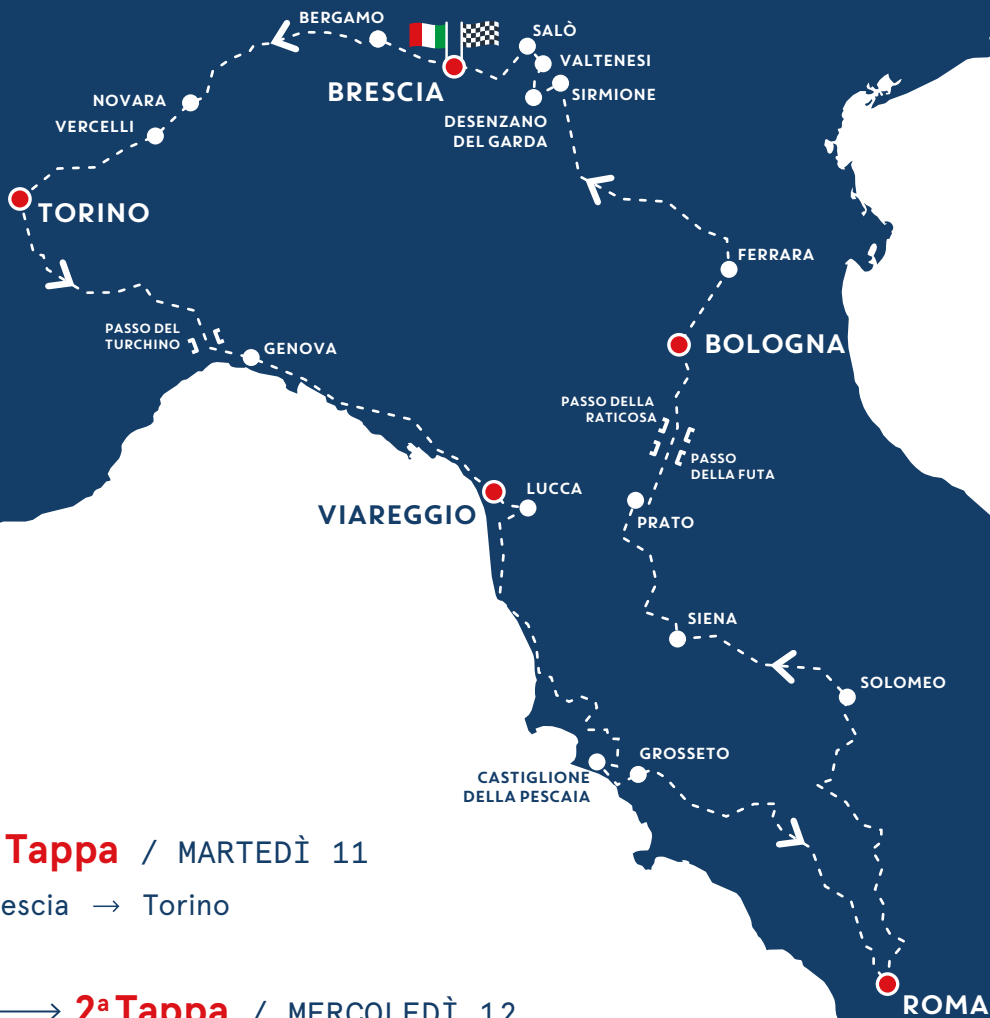 BERGAMO
SALÒ
VALTENESI
BRESCIA
SIRMIONE
NOVARA
VERCELLI
DESENZANO
DEL GARDA
TORINO
FERRARA
PASSO DEL
TURCHINO
GENOVA
BOLOGNA
PASSO DELLA
RATICOSA
PASSO
DELLA FUTA
LUCCA
VIAREGGIO
PRATO
SIENA
SOLOMEO
GROSSETO
CASTIGLIONE
DELLA PESCAIA
Tappa / MARTEDÌ 11
escia → Torino
→ 2ª Tappa / MERCOLEDÌ 12
ROMA